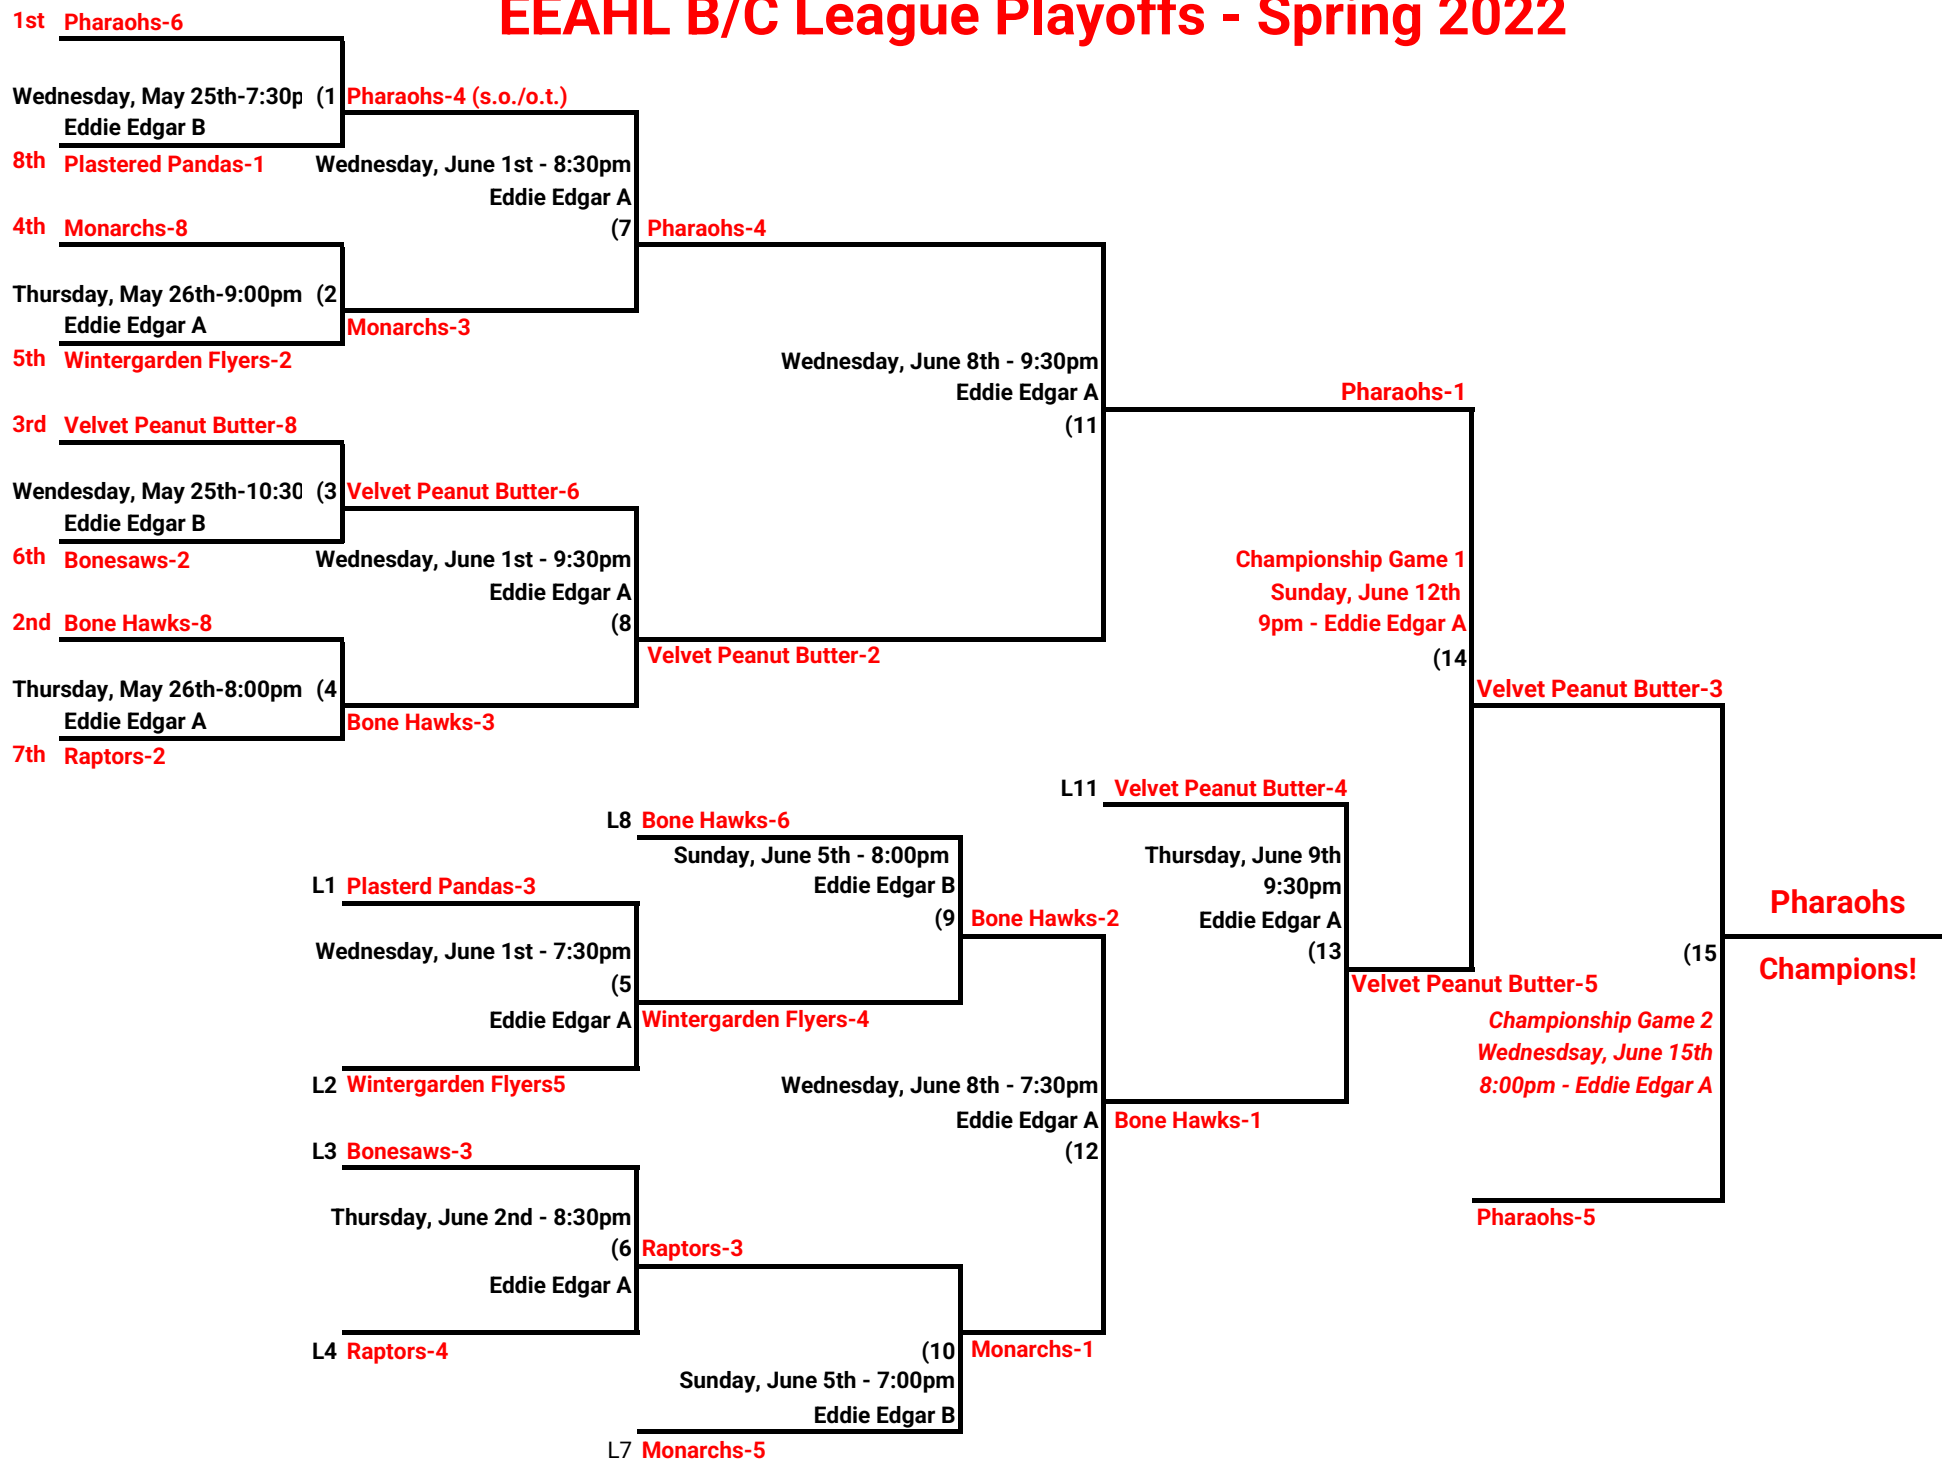 EEAHL B/C League Playoffs - Spring 2022
1st Pharaohs-6
Wednesday, May 25th-7:30p (1
Eddie Edgar B
8th Plastered Pandas-1
Pharaohs-4 (s.o./o.t.)
Wednesday, June 1st - 8:30pm
Eddie Edgar A
(7
4th Monarchs-8
Thursday, May 26th-9:00pm (2
Eddie Edgar A
5th Wintergarden Flyers-2
Monarchs-3
Pharaohs-4
Wednesday, June 8th - 9:30pm
Eddie Edgar A
(11
3rd Velvet Peanut Butter-8
Wendesday, May 25th-10:30 (3
Eddie Edgar B
6th Bonesaws-2
Velvet Peanut Butter-6
Wednesday, June 1st - 9:30pm
Eddie Edgar A
(8
2nd Bone Hawks-8
Thursday, May 26th-8:00pm (4
Eddie Edgar A
7th Raptors-2
Bone Hawks-3
Velvet Peanut Butter-2
Pharaohs-1
Championship Game 1
Sunday, June 12th
9pm - Eddie Edgar A
(14
Velvet Peanut Butter-3
L11 Velvet Peanut Butter-4
Thursday, June 9th
9:30pm
Eddie Edgar A
(13
Velvet Peanut Butter-5
L8 Bone Hawks-6
Sunday, June 5th - 8:00pm
Eddie Edgar B
(9
Bone Hawks-2
L1 Plasterd Pandas-3
Wednesday, June 1st - 7:30pm
(5
Eddie Edgar A
Wintergarden Flyers-4
L2 Wintergarden Flyers5
Wednesday, June 8th - 7:30pm
Eddie Edgar A
(12
Bone Hawks-1
L3 Bonesaws-3
Thursday, June 2nd - 8:30pm
(6
Eddie Edgar A
Raptors-3
L4 Raptors-4
(10
Sunday, June 5th - 7:00pm
Eddie Edgar B
Monarchs-1
L7 Monarchs-5
(15
Championship Game 2
Wednesdsay, June 15th
8:00pm - Eddie Edgar A
Pharaohs-5
Pharaohs
Champions!